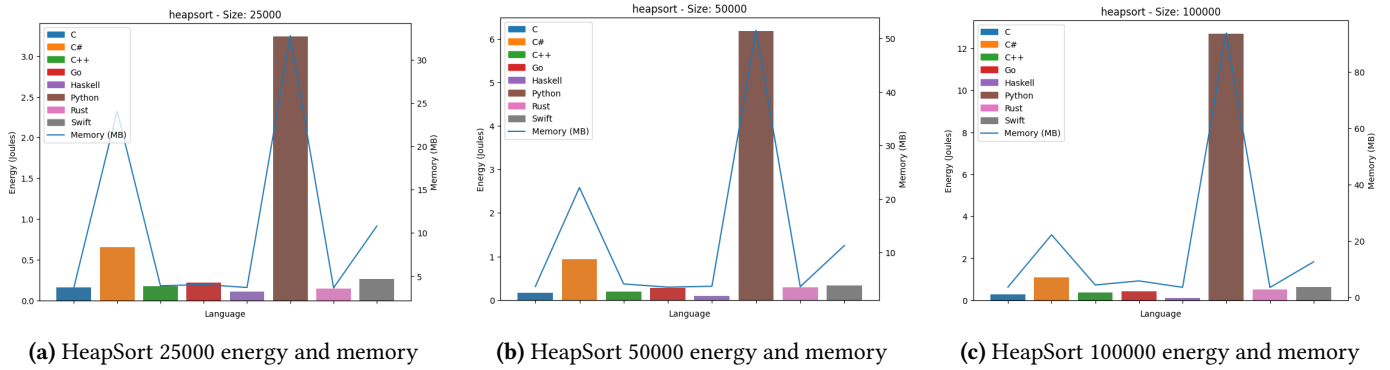 heapsort - Size: 25000
C
C#
C++
Go
Haskell
Python
Rust
Swift
Memory (MB)
Energy (Joules)
3.0
2.5
2.0
1.5
1.0
0.5
0.0
30
25
20
15
10
5
Memory (MB)
Language
(a) HeapSort 25000 energy and memory
heapsort - Size: 50000
C
C#
C++
Go
Haskell
Python
Rust
Swift
Memory (MB)
Energy (Joules)
6
5
4
3
2
1
0
50
40
30
20
10
Memory (MB)
Language
(b) HeapSort 50000 energy and memory
heapsort - Size: 100000
C
C#
C++
Go
Haskell
Python
Rust
Swift
Memory (MB)
Energy (Joules)
12
10
8
6
4
2
0
80
60
40
20
0
Memory (MB)
Language
(c) HeapSort 100000 energy and memory